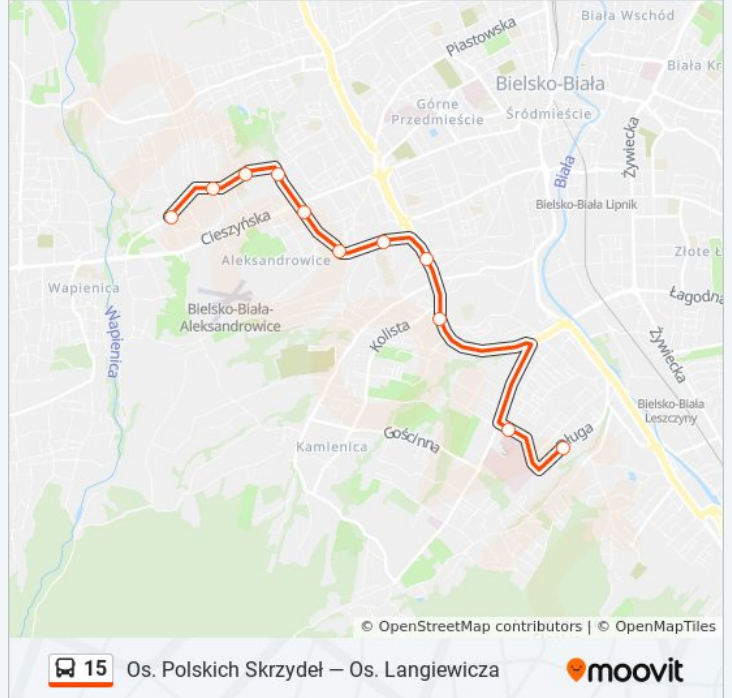 Biała Wschód
Piastowska
Bielsko-Biała
Biała Kr
Górne
Przedmieście
Śródmieście
Żywiecka
Biała
Bielsko-Biała Lipnik
Cieszyńska
Aleksandrowice
Złote Ł
Wapienica
Łagodna
Wapienica
Bielsko-Biała-
Aleksandrowice
Kolista
Żywiecka
Bielsko-Biała
Leszczyny
Kamienica
Gościnna
ługa
© OpenStreetMap contributors | © OpenMapTiles
15 Os. Polskich Skrzydeł — Os. Langiewicza
moovit